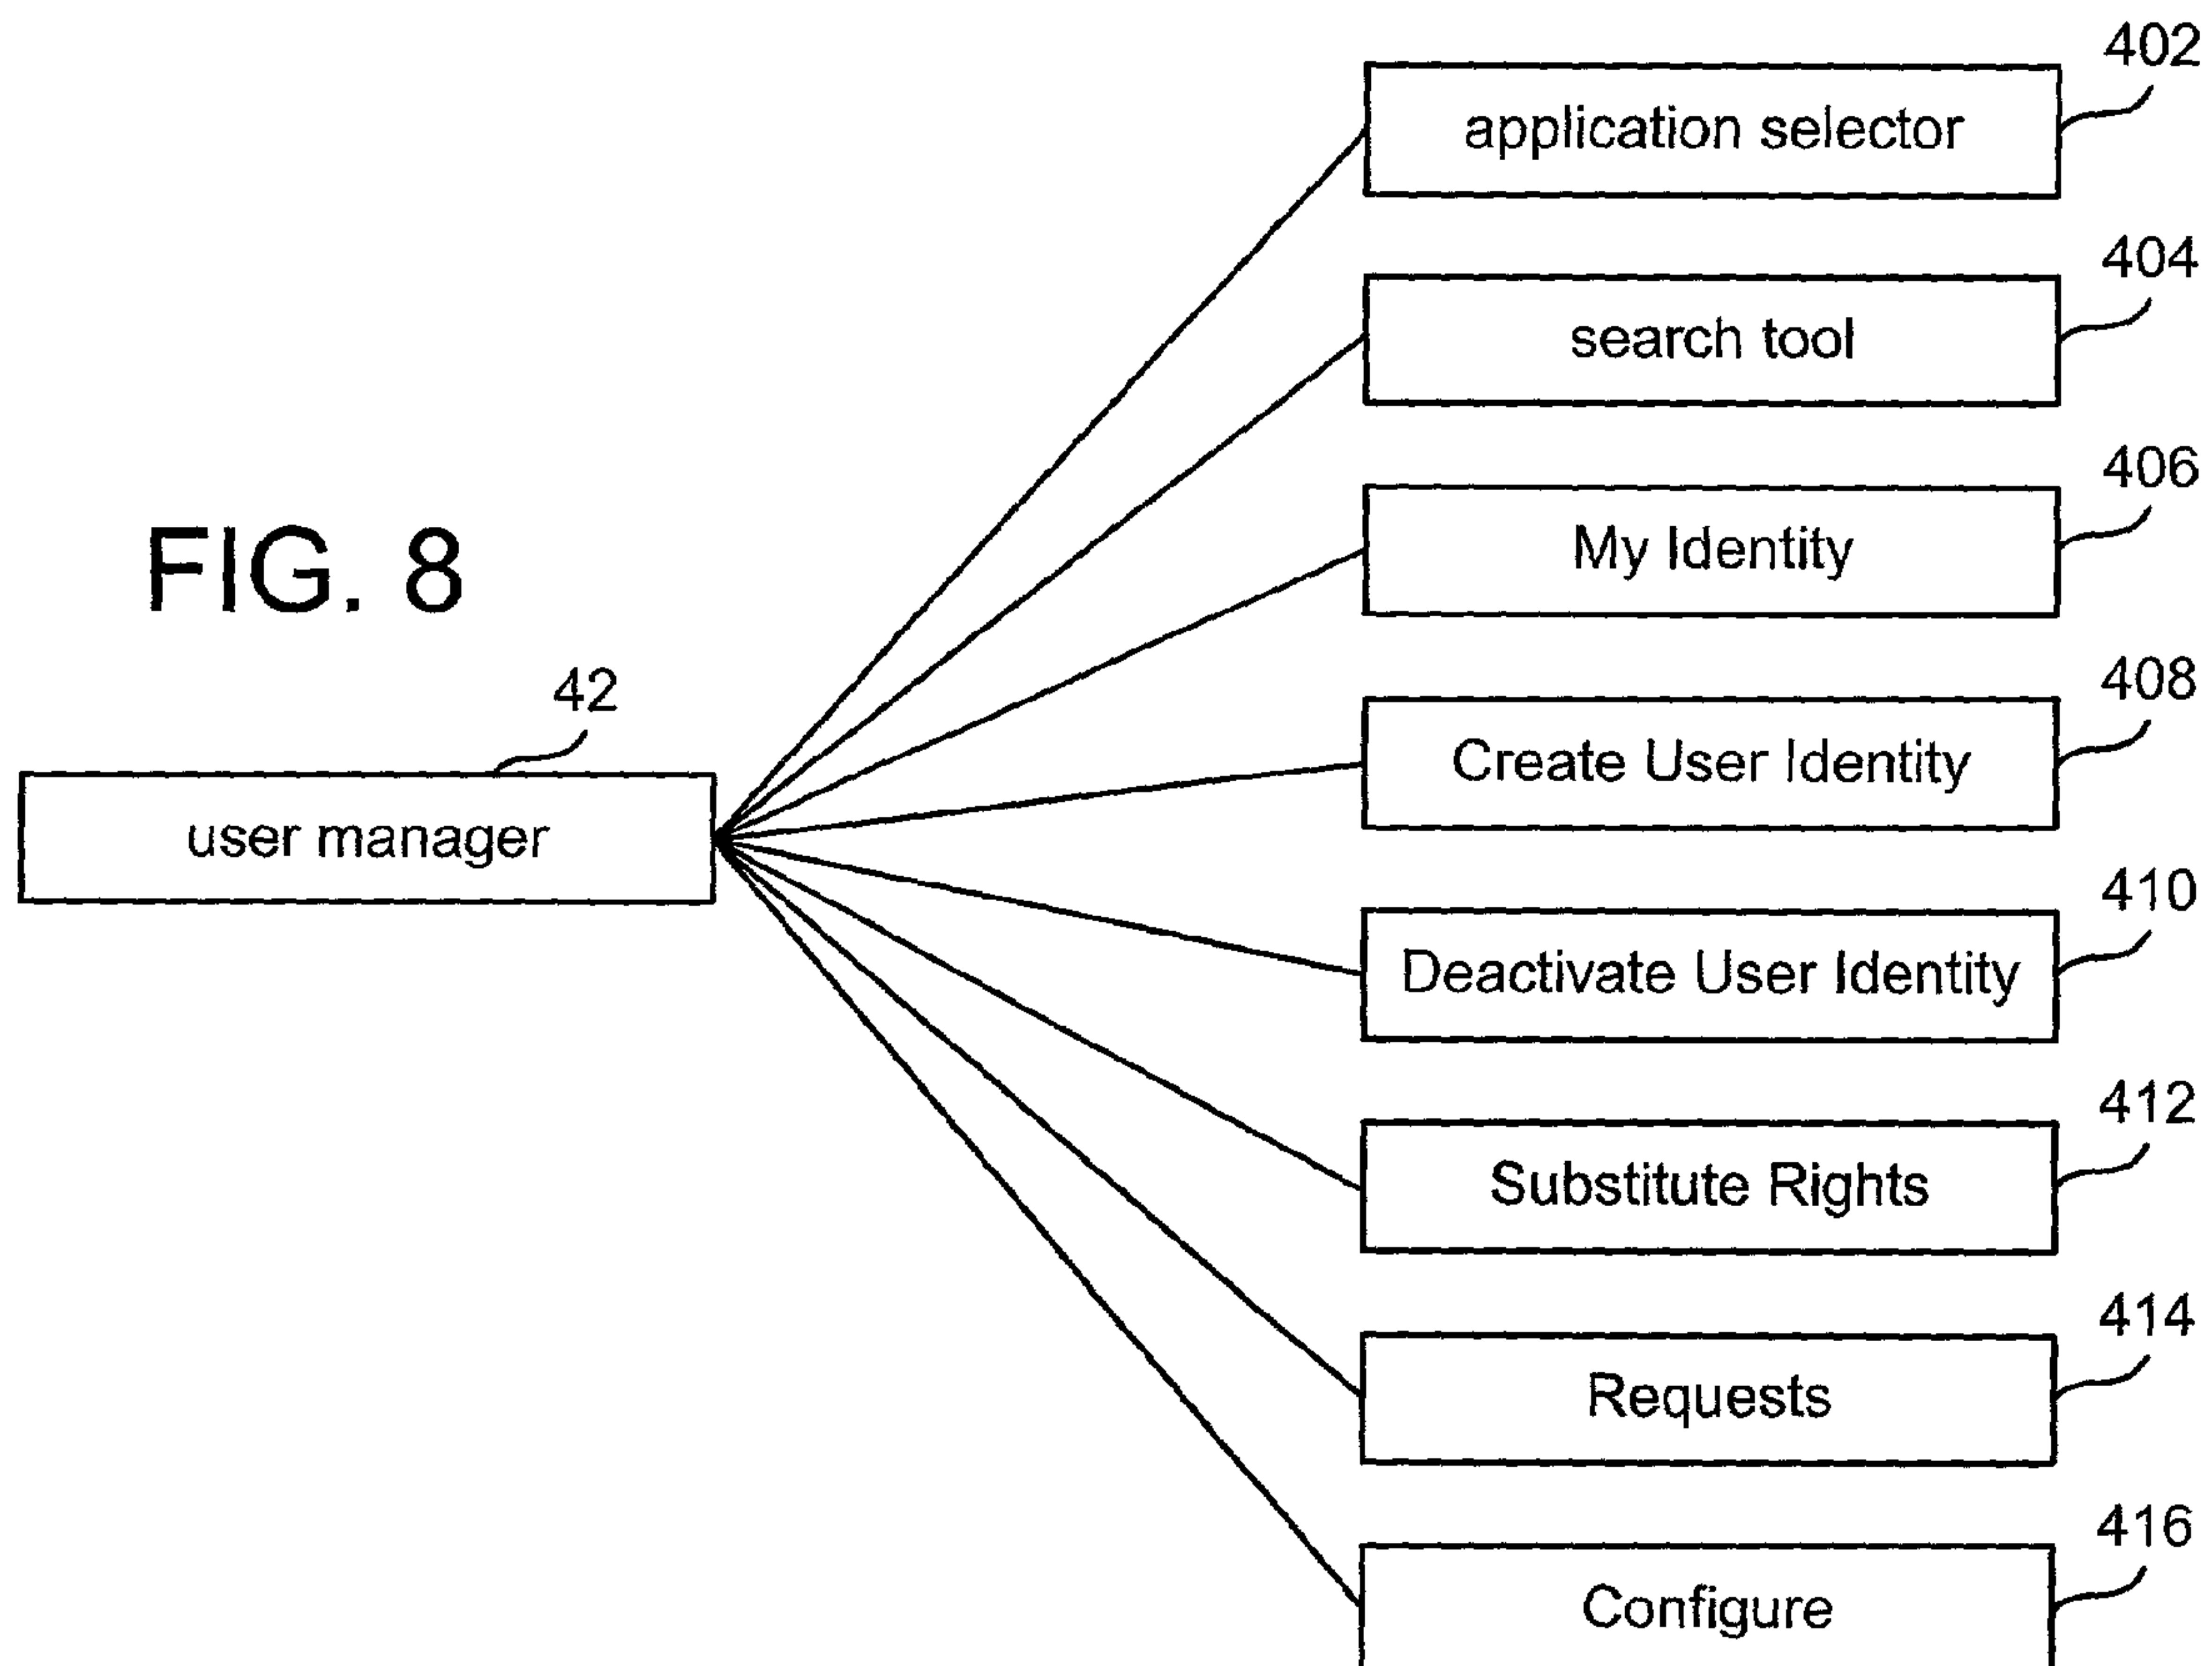 402
application selector
404
search tool
406
My Identity
FIG. 8
408
42
Create User Identity
user manager
410
Deactivate User Identity
412
Substitute Rights
414
Requests
416
Configure